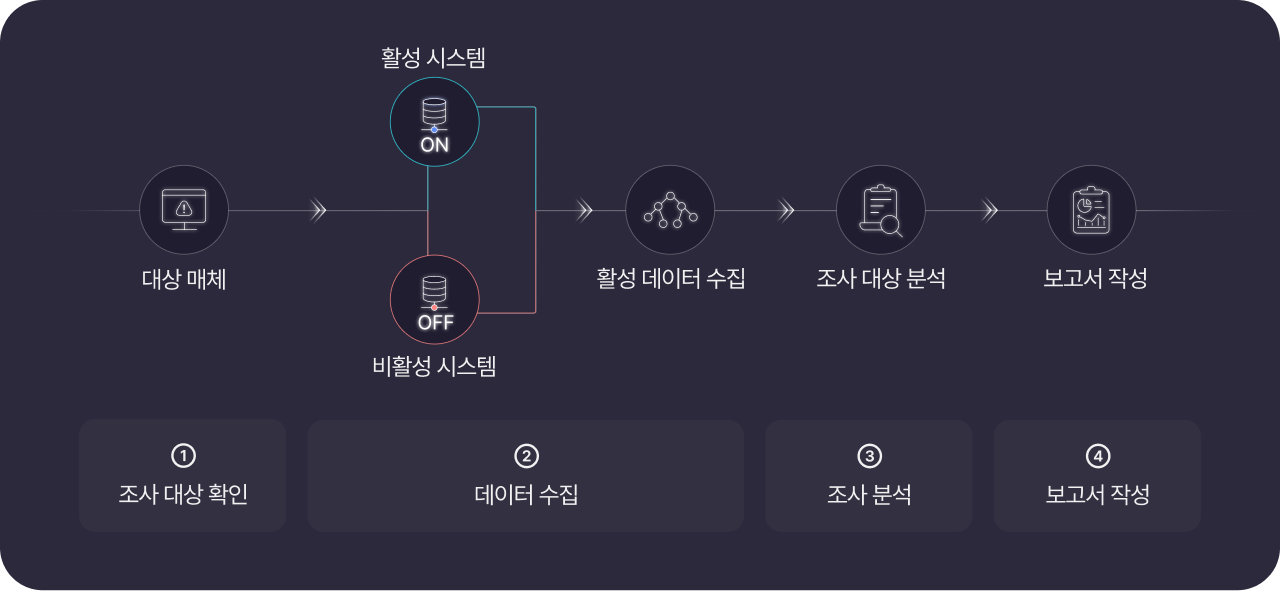 활성 시스템
ON
대상 매체
OFF
비활성 시스템
활성 데이터 수집
조사 대상 분석
보고서 작성
1
조사 대상 확인
2
데이터 수집
3
조사 분석
4
보고서 작성